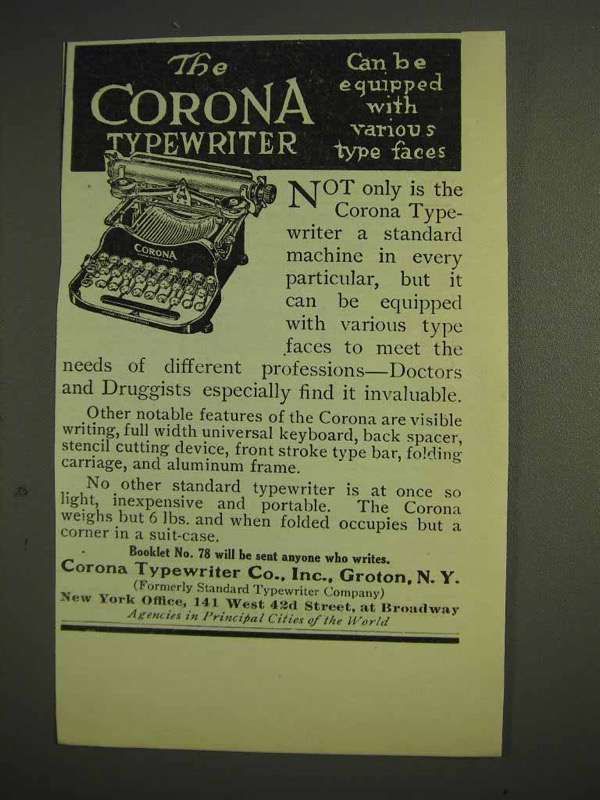 The
CORONA
TYPEWRITER
Can be
equipped
with
various
type faces
CORONA
NOT only is the
Corona Type-
writer a standard
machine in every
particular, but it
can be equipped
with various type
faces to meet the
needs of different professions—Doctors
and Druggists especially find it invaluable.
Other notable features of the Corona are visible
writing, full width universal keyboard, back spacer,
stencil cutting device, front stroke type bar, folding
carriage, and aluminum frame.
No other standard typewriter is at once so
light, inexpensive and portable. The Corona
weighs but 6 lbs. and when folded occupies but a
corner in a suit-case.
Booklet No. 78 will be sent anyone who writes.
Corona Typewriter Co., Inc., Groton, N. Y.
(Formerly Standard Typewriter Company)
New York Office, 141 West 42d Street, at Broadway
Agencies in Principal Cities of the World